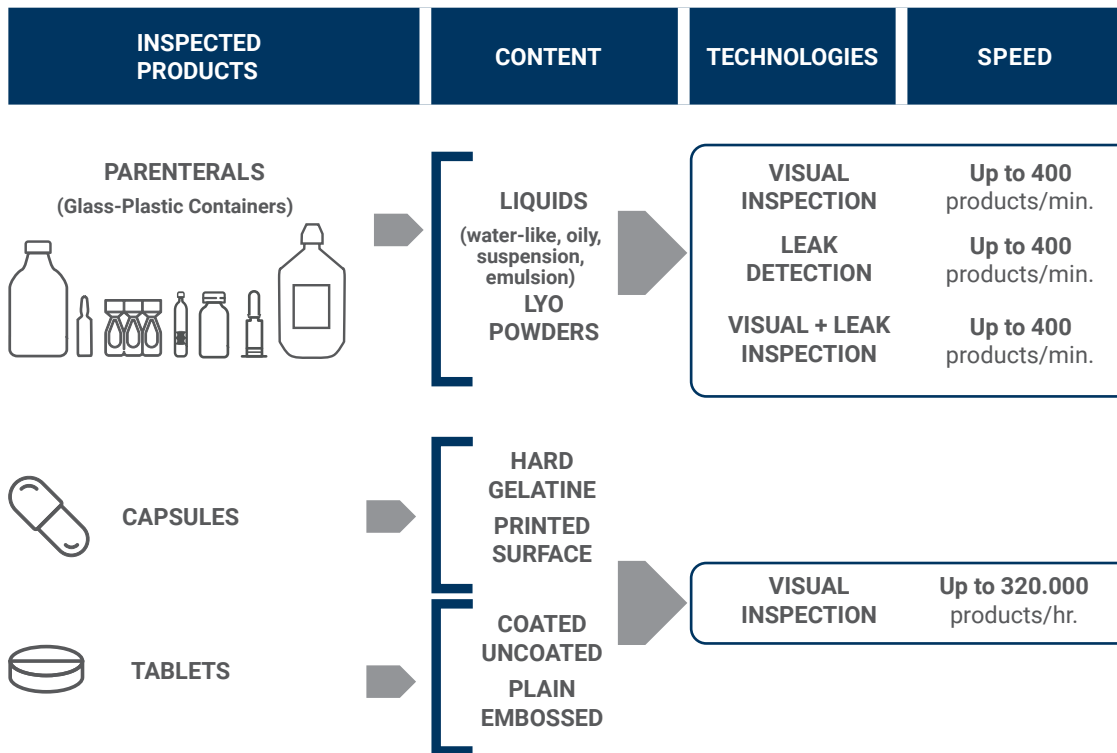 INSPECTED
PRODUCTS
CONTENT
TECHNOLOGIES
SPEED
PARENTERALS
(Glass-Plastic Containers)
LIQUIDS
(water-like, oily,
suspension,
emulsion)
LYO
POWDERS
VISUAL
INSPECTION
Up to 400
products/min.
LEAK
DETECTION
Up to 400
products/min.
VISUAL + LEAK
INSPECTION
Up to 400
products/min.
CAPSULES
HARD
GELATINE
PRINTED
SURFACE
TABLETS
COATED
UNCOATED
PLAIN
EMBOSSED
VISUAL
INSPECTION
Up to 320.000
products/hr.